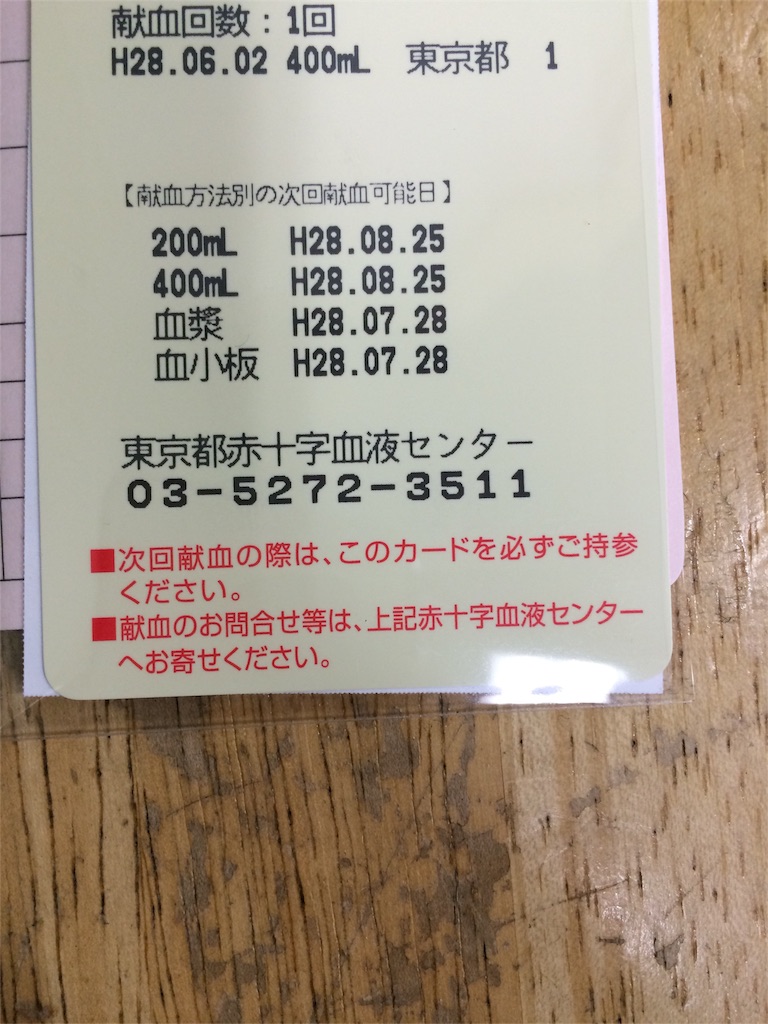 献血回数：1回
H28.06.02 400mL 東京都 1
【献血方法別の次回献血可能日】
200mL H28.08.25
400mL H28.08.25
血漿 H28.07.28
血小板 H28.07.28
東京都赤十字血液センター
03-5272-3511
■次回献血の際は、このカードを必ずご持参
ください。
■献血のお問合せ等は、上記赤十字血液センター
へお寄せください。